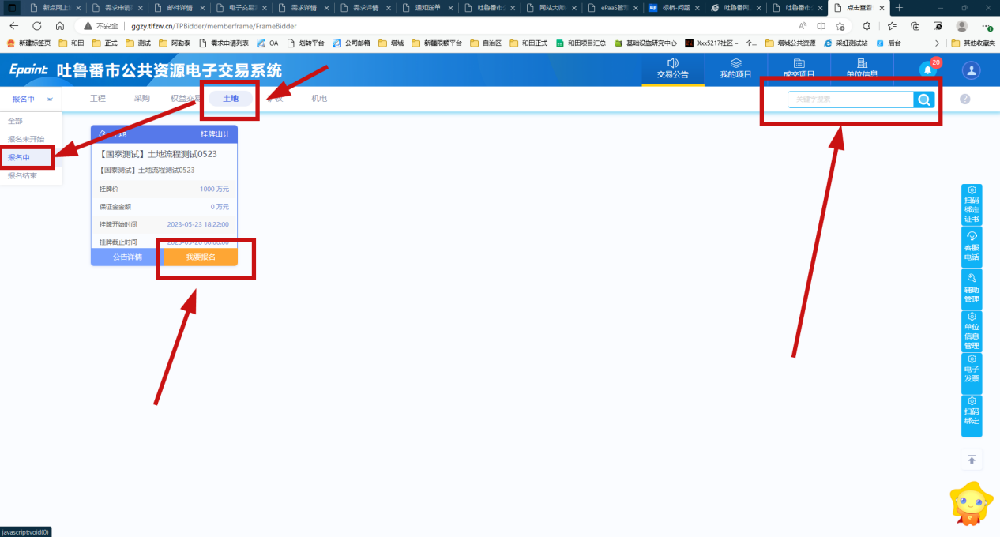 新点网上
需求申请
邮件详情
电子交易
需求详情
需求详情
通知送单
吐鲁番市
网站大师
ePaaS管
标桥-问题
吐鲁番网
吐鲁番市
点击查看
不安全
ggzy.tlfzw.cn/TPBidder/memberframe/FrameBidder
新建标签页
和田
正式
测试
阿勒泰
需求申请列表
OA
划转平台
公司邮箱
塔城
新疆限额平台
自治区
和田正式
和田项目汇总
基础设施研究中心
Xxx5217社区 – 一个...
塔城公共资源
采虹测试站
后台
其他收藏夹
Epoint 吐鲁番市公共资源电子交易系统
交易公告
我的项目
成交项目
单位信息
20
报名中
工程
采购
权益交易
土地
机电
关键字搜索
全部
报名未开始
报名中
报名结束
土地
挂牌出让
【国泰测试】土地流程测试0523
【国泰测试】土地流程测试0523
挂牌价
1000 万元
保证金金额
0 万元
挂牌开始时间
2023-05-23 18:22:00
挂牌截止时间
公告详情
我要报名
扫码
绑定
证书
客服
电话
辅助
管理
单位
信息
管理
电子
发票
扫码
绑定
javascript:void(0)